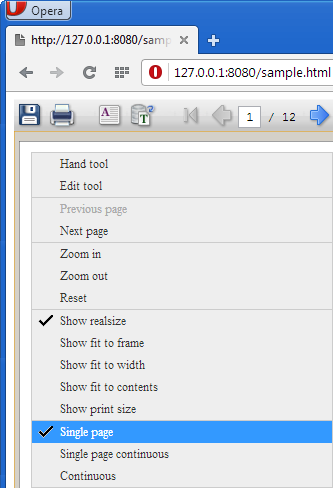 Opera
http://127.0.0.1:8080/samp
127.0.0.1:8080/sample.html
A T 2 1 / 12
Hand tool
Edit tool
Previous page
Next page
Zoom in
Zoom out
Reset
Show realsize
Show fit to frame
Show fit to width
Show fit to contents
Show print size
Single page
Single page continuous
Continuous